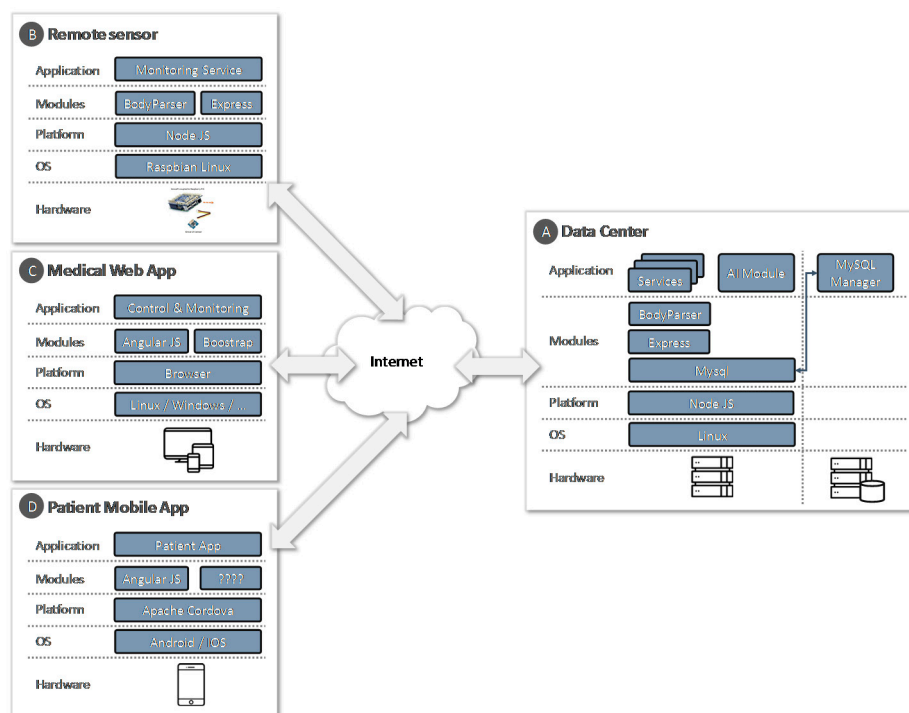 B Remote sensor
Application Monitoring Service
Modules BodyParser Express
Platform Node JS
OS Raspbian Linux
Hardware
C Medical Web App
Application Control & Monitoring
Modules Angular JS Boostrap
Platform Browser
OS Linux / Windows / ...
Hardware
D Patient Mobile App
Application Patient App
Modules Angular JS ????
Platform Apache Cordova
OS Android / IOS
Hardware
Internet
A Data Center
Application Services AI Module MySQL
Manager
BodyParser
Modules Express
Mysql
Platform Node JS
OS Linux
Hardware